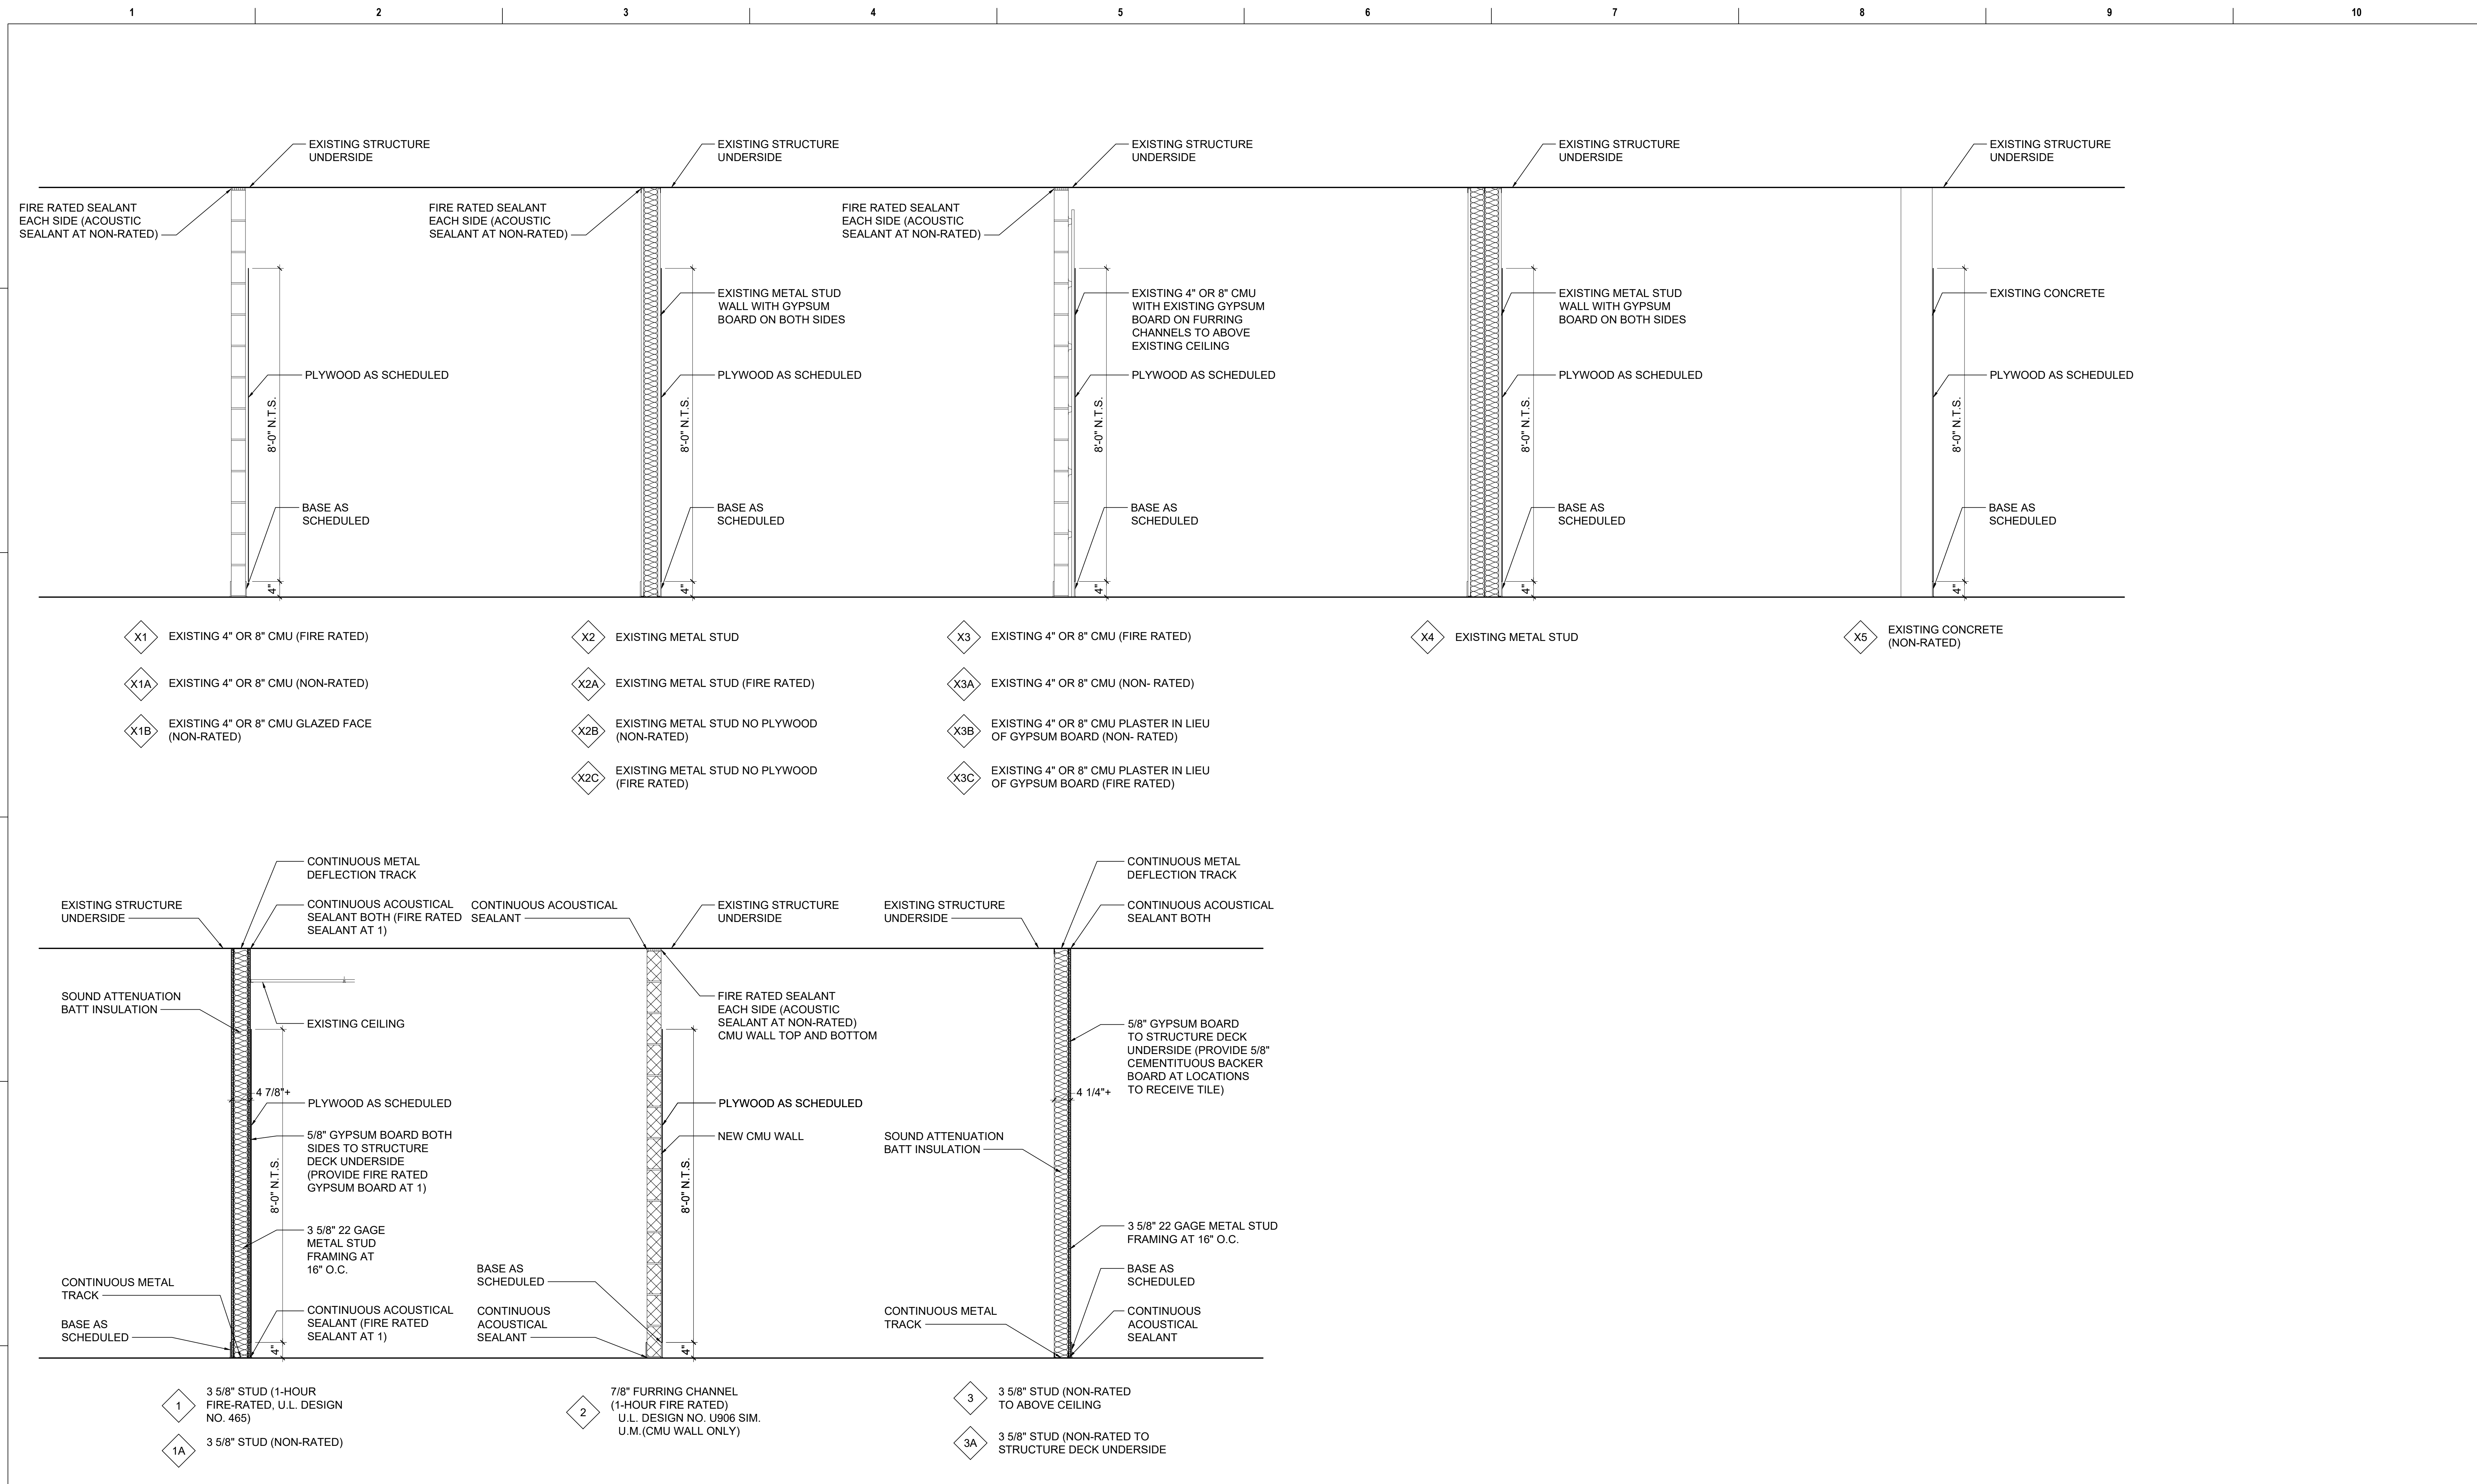 1 2 3 4 5 6 7 8 9 10
EXISTING STRUCTURE
UNDERSIDE
FIRE RATED SEALANT
EACH SIDE (ACOUSTIC
SEALANT AT NON-RATED)
PLYWOOD AS SCHEDULED
8'-0" N.T.S.
BASE AS
SCHEDULED
4"
EXISTING STRUCTURE
UNDERSIDE
FIRE RATED SEALANT
EACH SIDE (ACOUSTIC
SEALANT AT NON-RATED)
EXISTING METAL STUD
WALL WITH GYPSUM
BOARD ON BOTH SIDES
PLYWOOD AS SCHEDULED
8'-0" N.T.S.
BASE AS
SCHEDULED
4"
EXISTING STRUCTURE
UNDERSIDE
FIRE RATED SEALANT
EACH SIDE (ACOUSTIC
SEALANT AT NON-RATED)
EXISTING 4" OR 8" CMU
WITH EXISTING GYPSUM
BOARD ON FURRING
CHANNELS TO ABOVE
EXISTING CEILING
PLYWOOD AS SCHEDULED
8'-0" N.T.S.
BASE AS
SCHEDULED
4"
EXISTING STRUCTURE
UNDERSIDE
EXISTING METAL STUD
WALL WITH GYPSUM
BOARD ON BOTH SIDES
PLYWOOD AS SCHEDULED
8'-0" N.T.S.
BASE AS
SCHEDULED
4"
EXISTING STRUCTURE
UNDERSIDE
EXISTING CONCRETE
PLYWOOD AS SCHEDULED
8'-0" N.T.S.
BASE AS
SCHEDULED
4"
X1 EXISTING 4" OR 8" CMU (FIRE RATED)
X1A EXISTING 4" OR 8" CMU (NON-RATED)
X1B EXISTING 4" OR 8" CMU GLAZED FACE
(NON-RATED)
X2 EXISTING METAL STUD
X2A EXISTING METAL STUD (FIRE RATED)
X2B EXISTING METAL STUD NO PLYWOOD
(NON-RATED)
X2C EXISTING METAL STUD NO PLYWOOD
(FIRE RATED)
X3 EXISTING 4" OR 8" CMU (FIRE RATED)
X3A EXISTING 4" OR 8" CMU (NON- RATED)
X3B EXISTING 4" OR 8" CMU PLASTER IN LIEU
OF GYPSUM BOARD (NON- RATED)
X3C EXISTING 4" OR 8" CMU PLASTER IN LIEU
OF GYPSUM BOARD (FIRE RATED)
X4 EXISTING METAL STUD
X5 EXISTING CONCRETE
(NON-RATED)
CONTINUOUS METAL
DEFLECTION TRACK
EXISTING STRUCTURE
UNDERSIDE
CONTINUOUS ACOUSTICAL
SEALANT BOTH (FIRE RATED
SEALANT AT 1)
SOUND ATTENUATION
BATT INSULATION
EXISTING CEILING
4 7/8"+
PLYWOOD AS SCHEDULED
5/8" GYPSUM BOARD BOTH
SIDES TO STRUCTURE
DECK UNDERSIDE
(PROVIDE FIRE RATED
GYPSUM BOARD AT 1)
8'-0" N.T.S.
3 5/8" 22 GAGE
METAL STUD
FRAMING AT
16" O.C.
CONTINUOUS METAL
TRACK
BASE AS
SCHEDULED
CONTINUOUS ACOUSTICAL
SEALANT (FIRE RATED
SEALANT AT 1)
4"
CONTINUOUS ACOUSTICAL
SEALANT
EXISTING STRUCTURE
UNDERSIDE
FIRE RATED SEALANT
EACH SIDE (ACOUSTIC
SEALANT AT NON-RATED)
CMU WALL TOP AND BOTTOM
PLYWOOD AS SCHEDULED
NEW CMU WALL
8'-0" N.T.S.
BASE AS
SCHEDULED
CONTINUOUS
ACOUSTICAL
SEALANT
4"
CONTINUOUS METAL
DEFLECTION TRACK
EXISTING STRUCTURE
UNDERSIDE
CONTINUOUS ACOUSTICAL
SEALANT BOTH
5/8" GYPSUM BOARD
TO STRUCTURE DECK
UNDERSIDE (PROVIDE 5/8"
CEMENTITUOUS BACKER
BOARD AT LOCATIONS
TO RECEIVE TILE)
4 1/4"+
SOUND ATTENUATION
BATT INSULATION
3 5/8" 22 GAGE METAL STUD
FRAMING AT 16" O.C.
BASE AS
SCHEDULED
CONTINUOUS METAL
TRACK
CONTINUOUS
ACOUSTICAL
SEALANT
1 3 5/8" STUD (1-HOUR
FIRE-RATED, U.L. DESIGN
NO. 465)
1A 3 5/8" STUD (NON-RATED)
2 7/8" FURRING CHANNEL
(1-HOUR FIRE RATED)
U.L. DESIGN NO. U906 SIM.
U.M.(CMU WALL ONLY)
3 3 5/8" STUD (NON-RATED
TO ABOVE CEILING
3A 3 5/8" STUD (NON-RATED TO
STRUCTURE DECK UNDERSIDE